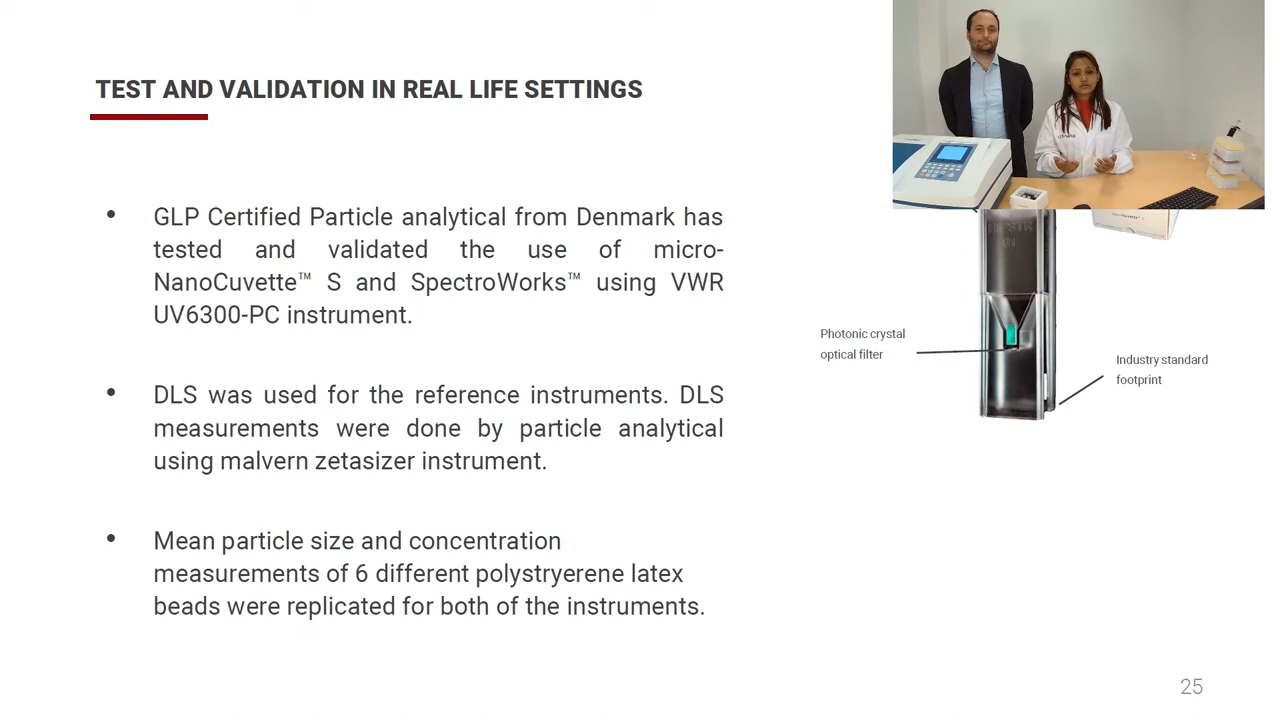 TEST AND VALIDATION IN REAL LIFE SETTINGS
• GLP Certified Particle analytical from Denmark has
tested and validated the use of micro-
NanoCuvette™ S and SpectroWorks™ using VWR
UV6300-PC instrument.
• DLS was used for the reference instruments. DLS
measurements were done by particle analytical
using malvern zetasizer instrument.
• Mean particle size and concentration
measurements of 6 different polystryerene latex
beads were replicated for both of the instruments.
Photonic crystal
optical filter
Industry standard
footprint
25